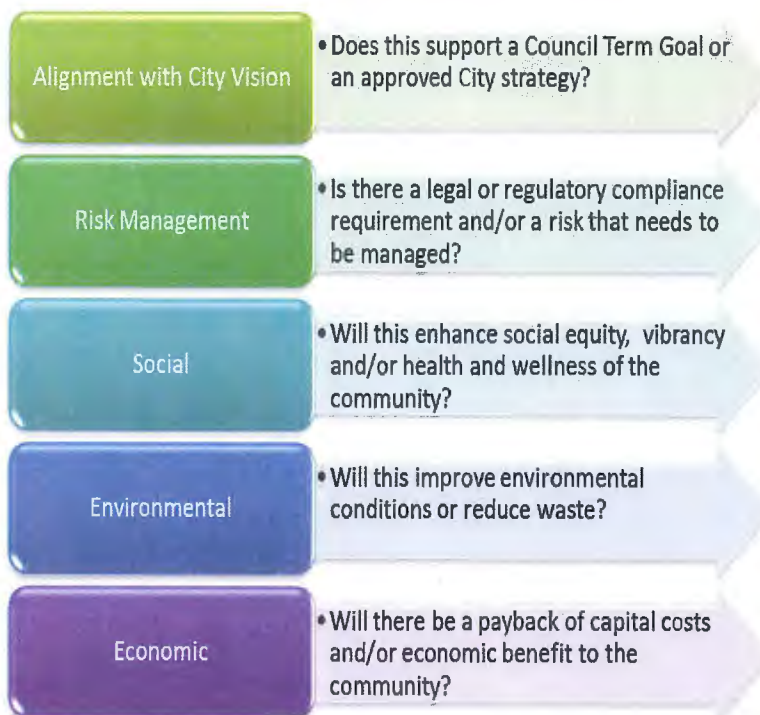 Alignment with City Vision
• Does this support a Council Term Goal or
an approved City strategy?
Risk Management
• Is there a legal or regulatory compliance
requirement and/or a risk that needs to
be managed?
Social
• Will this enhance social equity, vibrancy
and/or health and wellness of the
community?
Environmental
• Will this improve environmental
conditions or reduce waste?
Economic
• Will there be a payback of capital costs
and/or economic benefit to the
community?